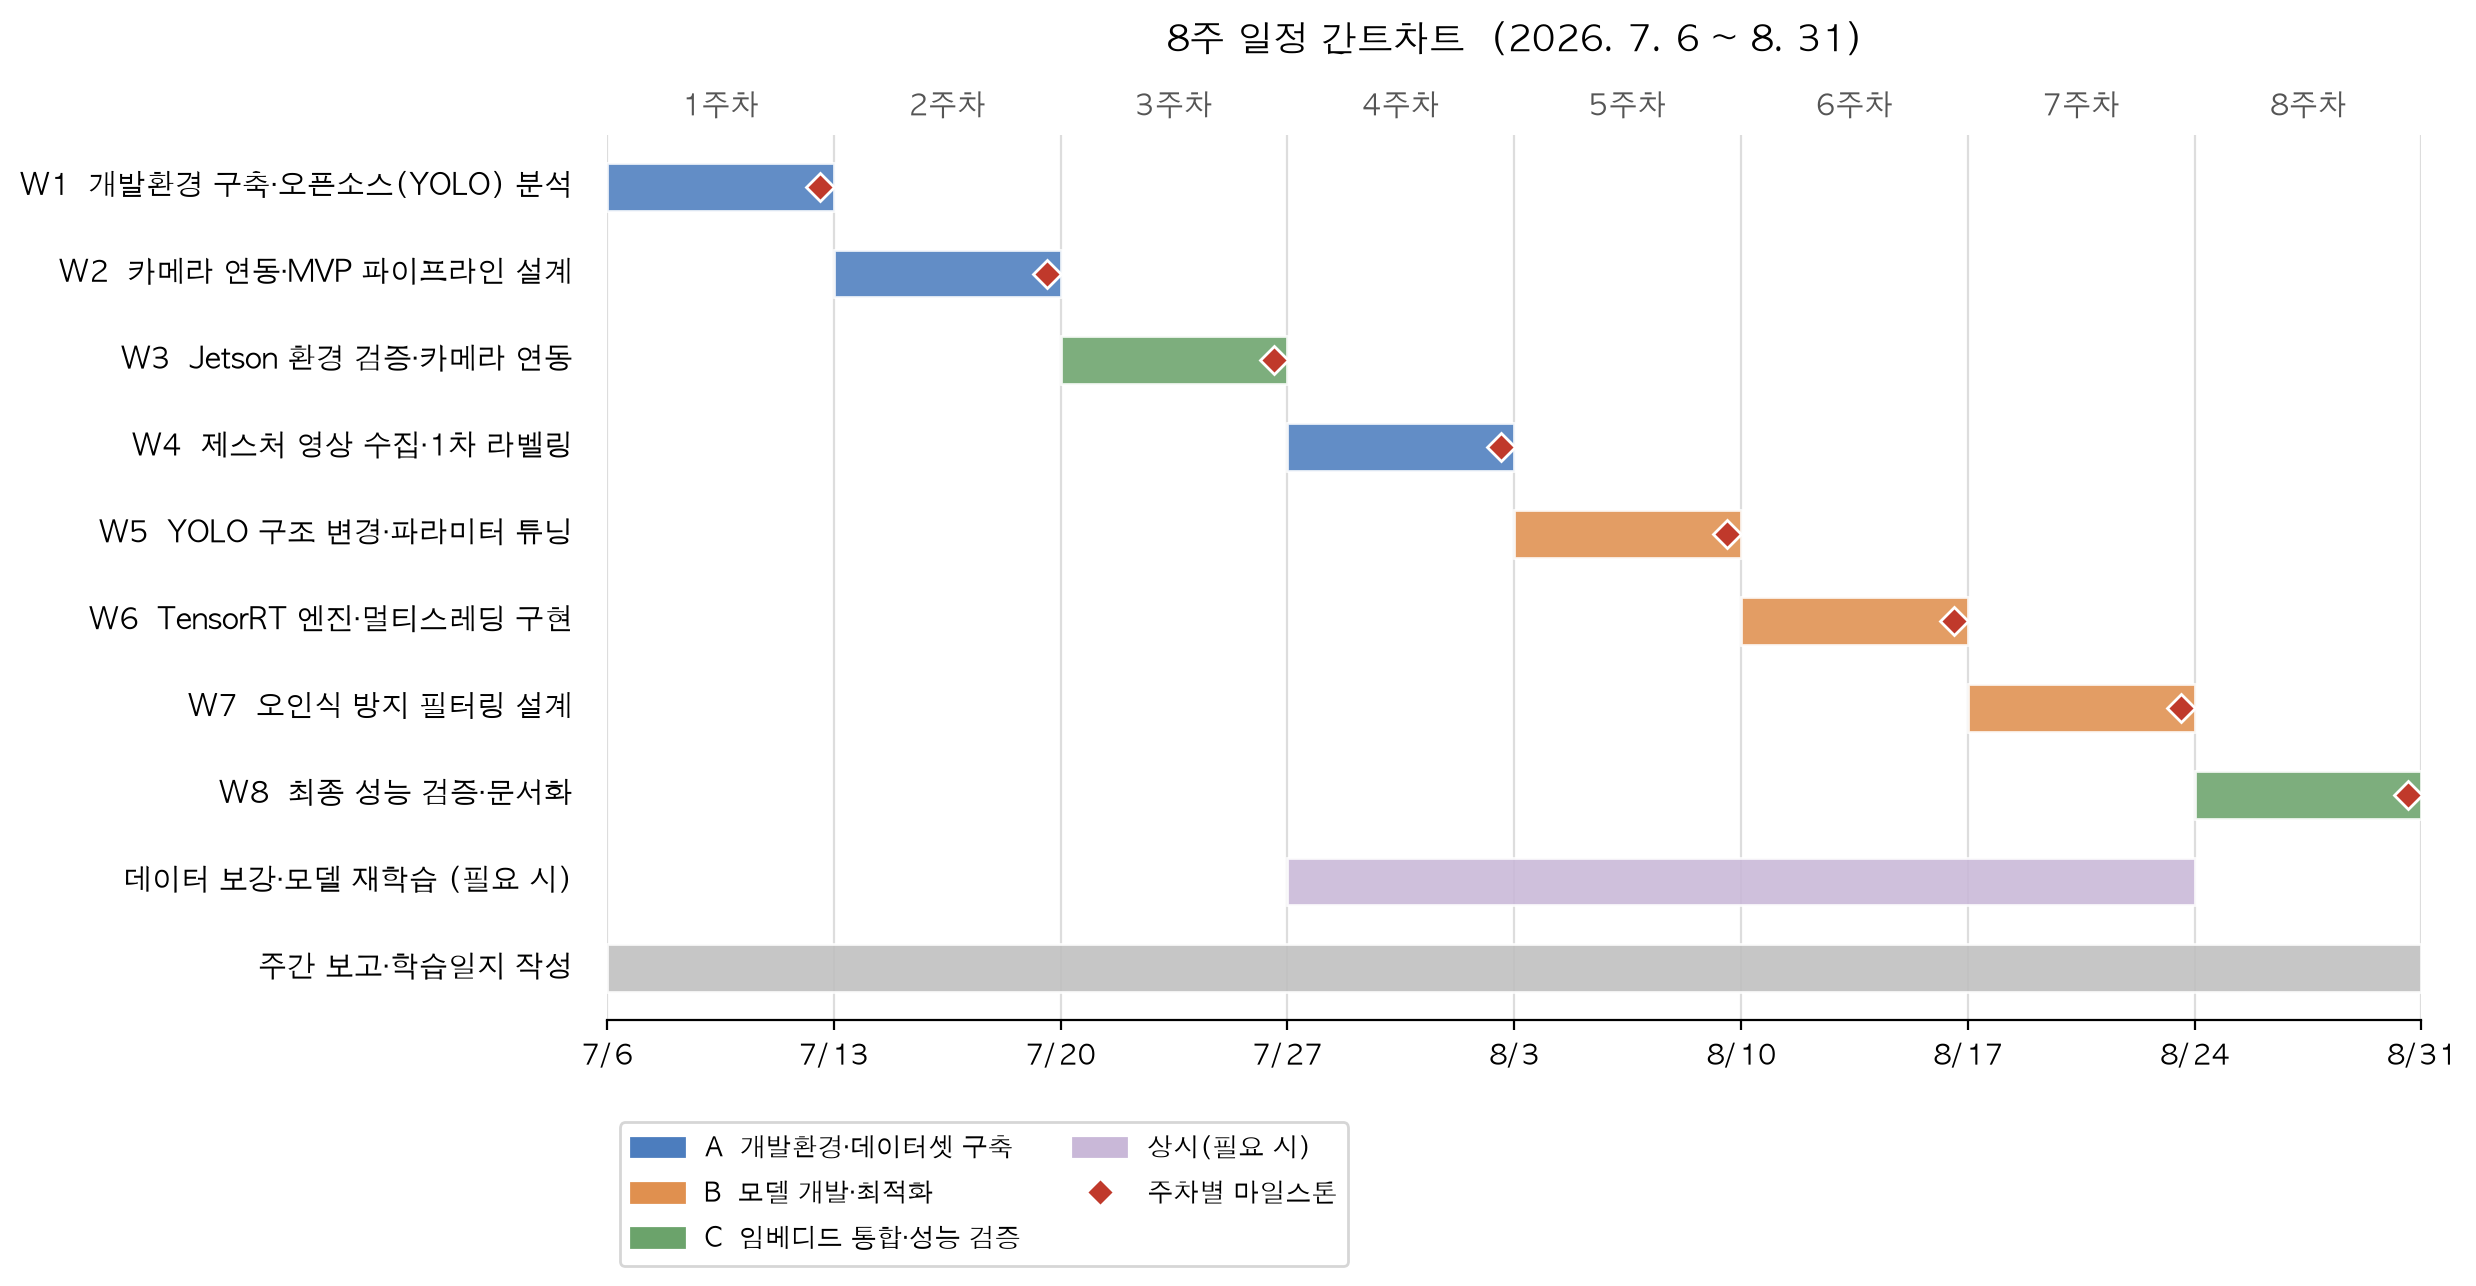 8주 일정 간트차트  (2026. 7. 6 ~ 8. 31)
1주차 2주차 3주차 4주차 5주차 6주차 7주차 8주차
W1  개발환경 구축·오픈소스(YOLO) 분석
W2  카메라 연동·MVP 파이프라인 설계
W3  Jetson 환경 검증·카메라 연동
W4  제스처 영상 수집·1차 라벨링
W5  YOLO 구조 변경·파라미터 튜닝
W6  TensorRT 엔진·멀티스레딩 구현
W7  오인식 방지 필터링 설계
W8  최종 성능 검증·문서화
데이터 보강·모델 재학습 (필요 시)
주간 보고·학습일지 작성
7/6 7/13 7/20 7/27 8/3 8/10 8/17 8/24 8/31
A  개발환경·데이터셋 구축
B  모델 개발·최적화
C  임베디드 통합·성능 검증
상시(필요 시)
주차별 마일스톤